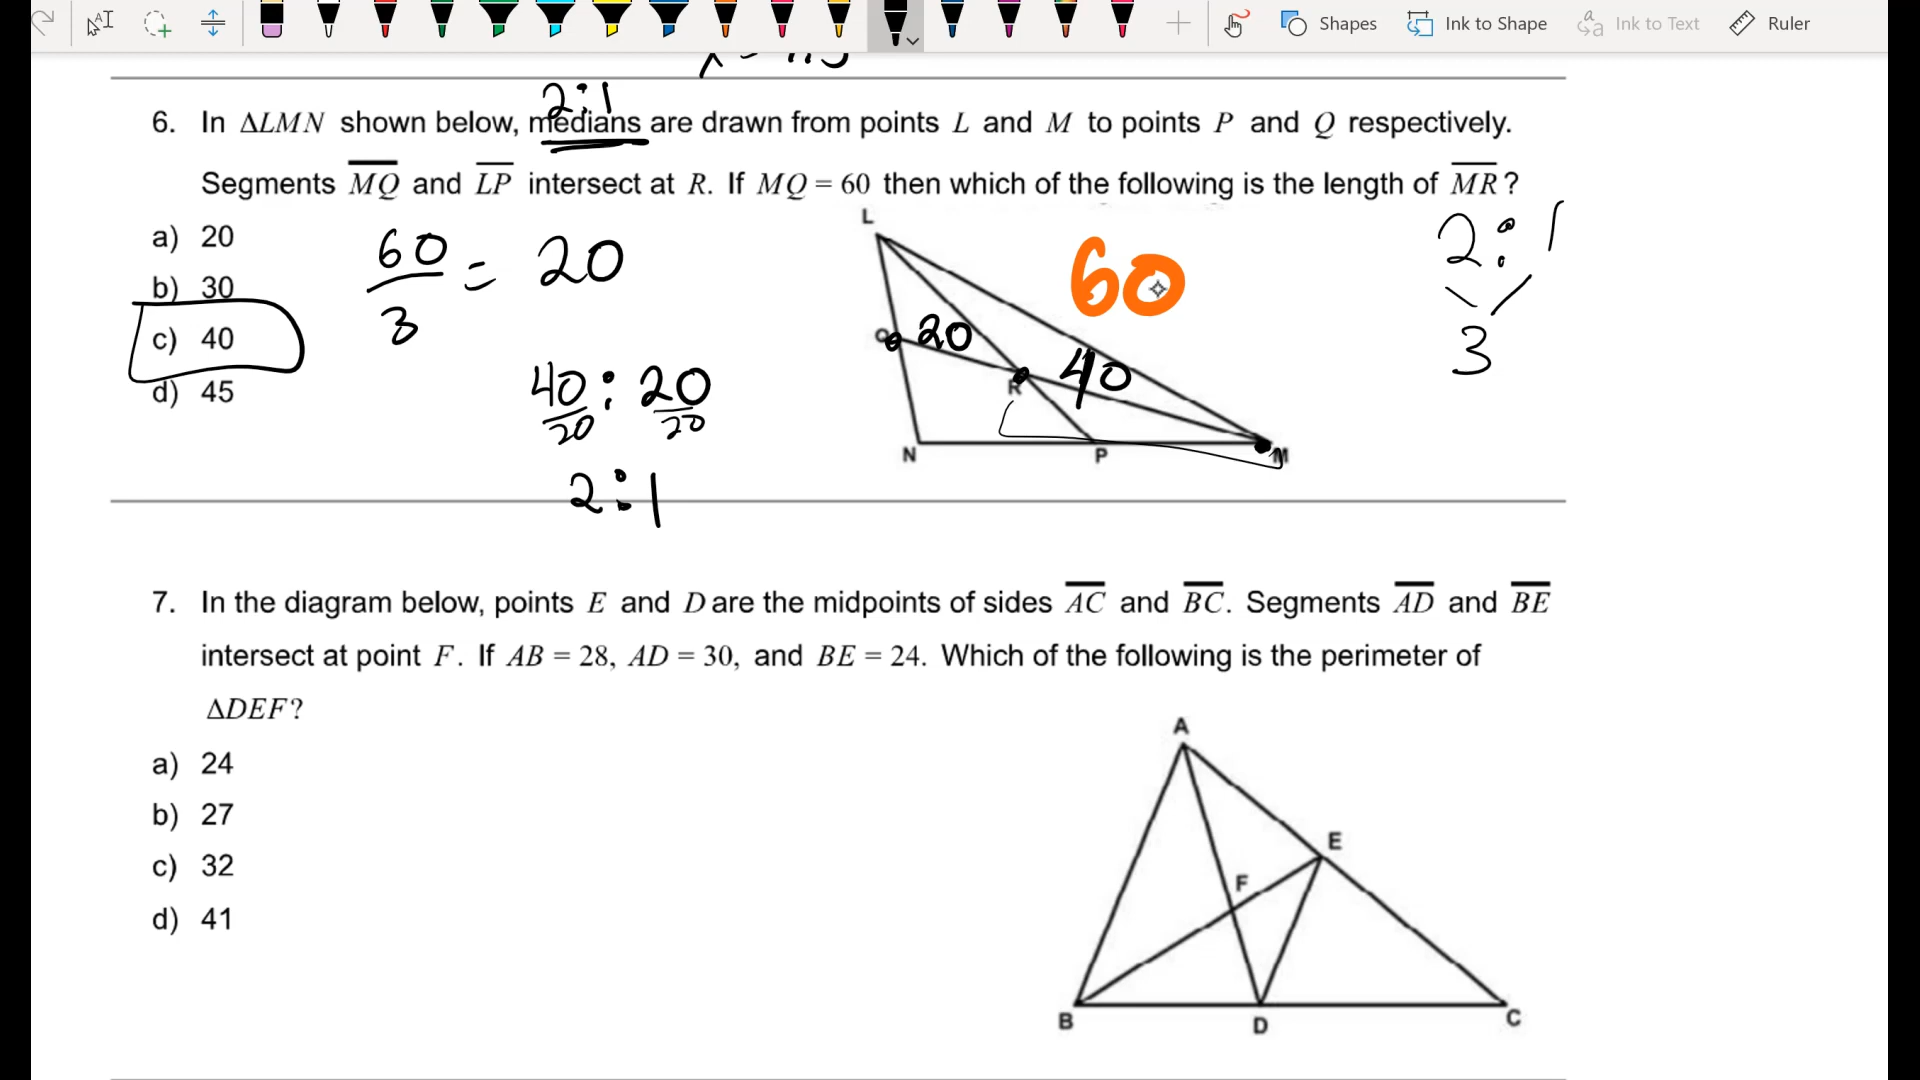 Shapes
Ink to Shape
Ink to Text
Ruler
2:1
6. In ΔLMN shown below, medians are drawn from points L and M to points P and Q respectively.
Segments MQ and LP intersect at R. If MQ = 60 then which of the following is the length of MR?
a) 20
b) 30
c) 40
d) 45
60
3
= 20
40 : 20
20 20
2:1
L
60
20
R
40
N
P
M
2:1
3
7. In the diagram below, points E and D are the midpoints of sides AC and BC. Segments AD and BE
intersect at point F. If AB = 28, AD = 30, and BE = 24. Which of the following is the perimeter of
ΔDEF?
a) 24
b) 27
c) 32
d) 41
A
E
F
B
D
C